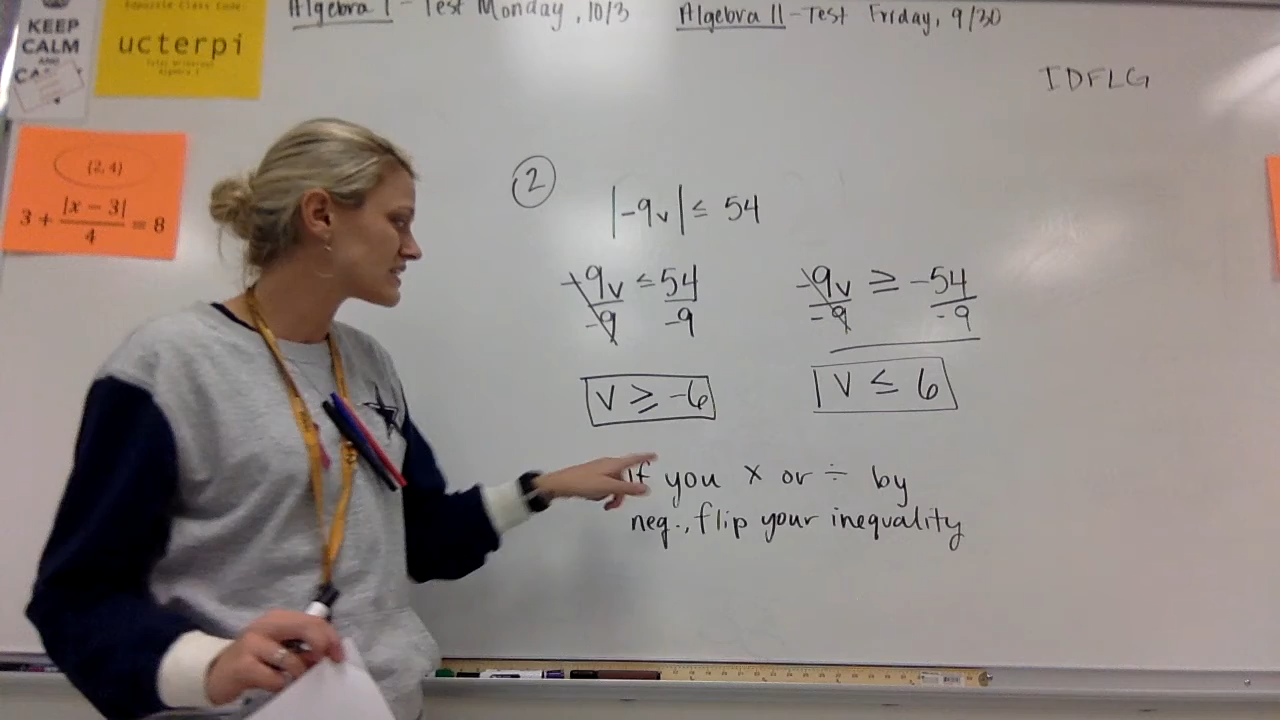 Algebra I - Test Monday, 10/3
Algebra II - Test Friday, 9/30
KEEP
CALM
AND
ucterpi
IDFLG
(2,4)
3 + |x − 3|/4 = 8
2
|-9v| ≤ 54
-9v ≤ 54
-9 -9
v ≥ -6
-9v ≥ -54
-9 -9
v ≤ 6
If you x or ÷ by
neg., flip your inequality